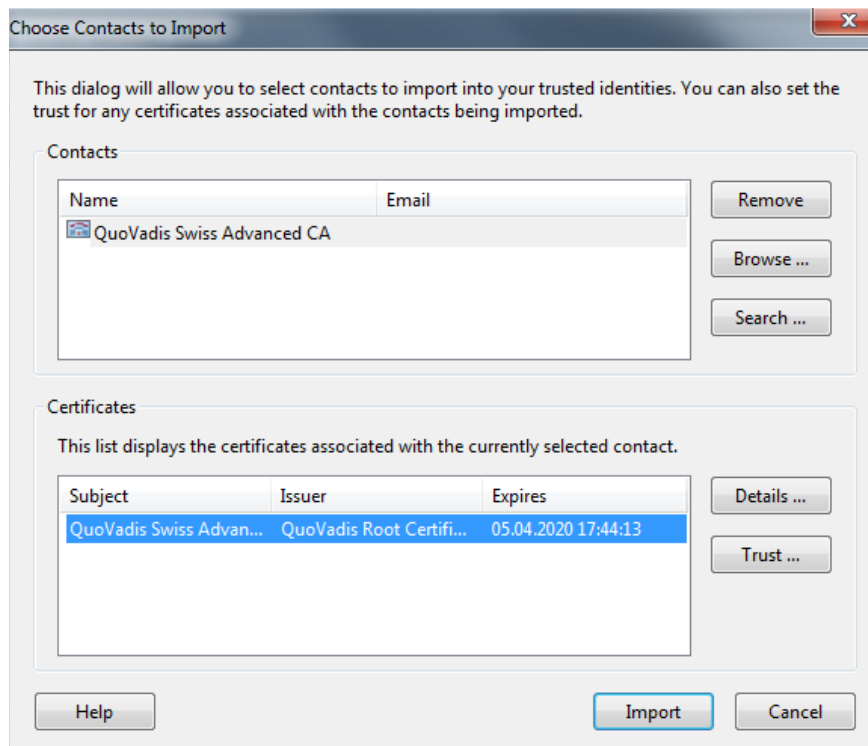 Choose Contacts to Import
This dialog will allow you to select contacts to import into your trusted identities. You can also set the
trust for any certificates associated with the contacts being imported.
Contacts
Name Email
QuoVadis Swiss Advanced CA
Remove
Browse ...
Search ...
Certificates
This list displays the certificates associated with the currently selected contact.
Subject Issuer Expires
QuoVadis Swiss Advan... QuoVadis Root Certifi... 05.04.2020 17:44:13
Details ...
Trust ...
Help Import Cancel